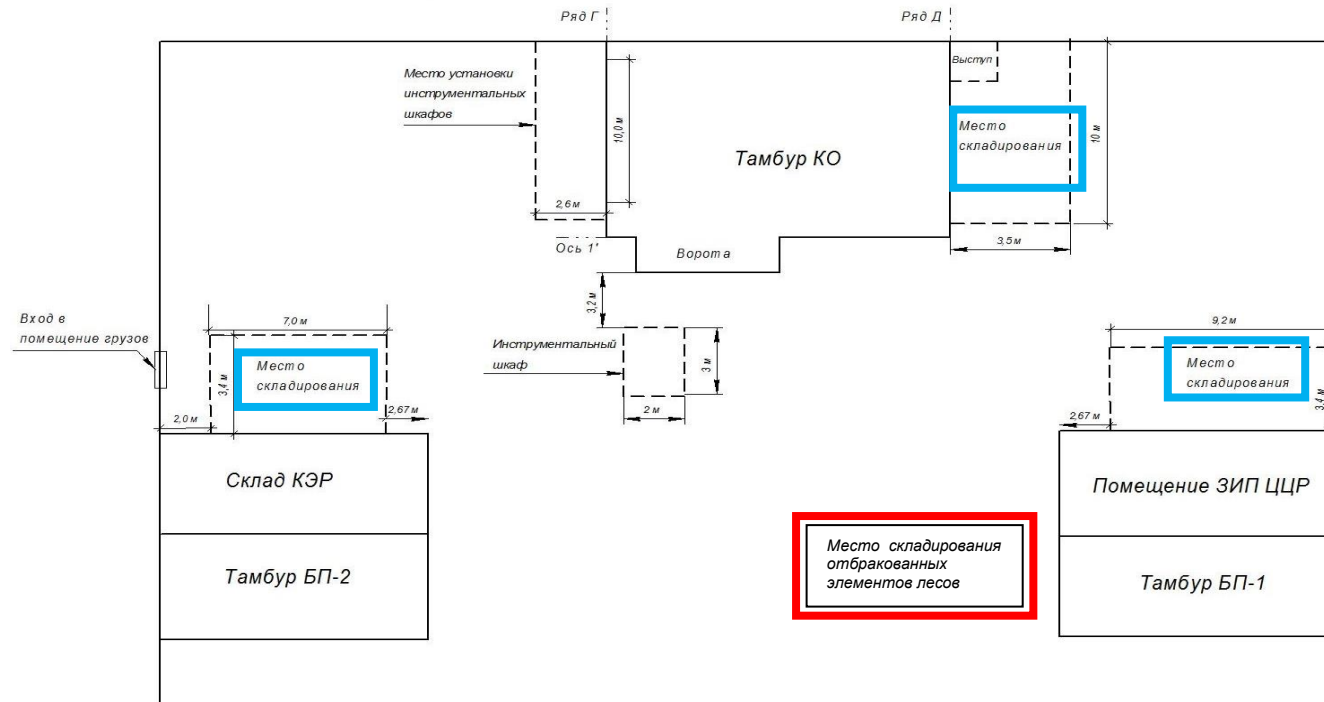 Ряд Г
Ряд Д
Место установки
инструментальных
шкафов
10,0 м
Тамбур КО
Выступ
Место
складирования
10 м
2,6 м
Ось 1'
Ворота
3,5 м
3,2 м
Вход в
помещение грузов
7,0 м
Место
складирования
3,4 м
2,0 м
2,67 м
Инструментальный
шкаф
3 м
2 м
9,2 м
Место
складирования
3,4 м
2,67 м
Склад КЭР
Тамбур БП-2
Место складирования
отбракованных
элементов лесов
Помещение ЗИП ЦЦР
Тамбур БП-1